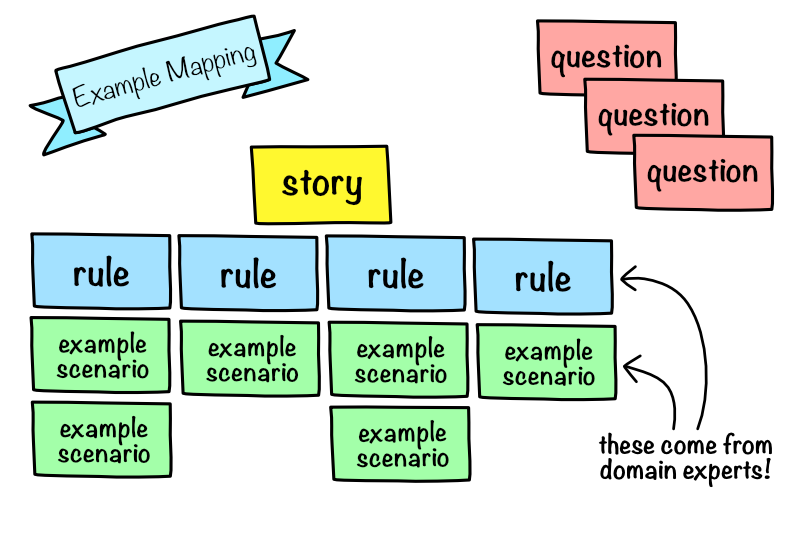 Example Mapping
question
question
question
story
rule
rule
rule
rule
example
scenario
example
scenario
example
scenario
example
scenario
example
scenario
example
scenario
these come from
domain experts!